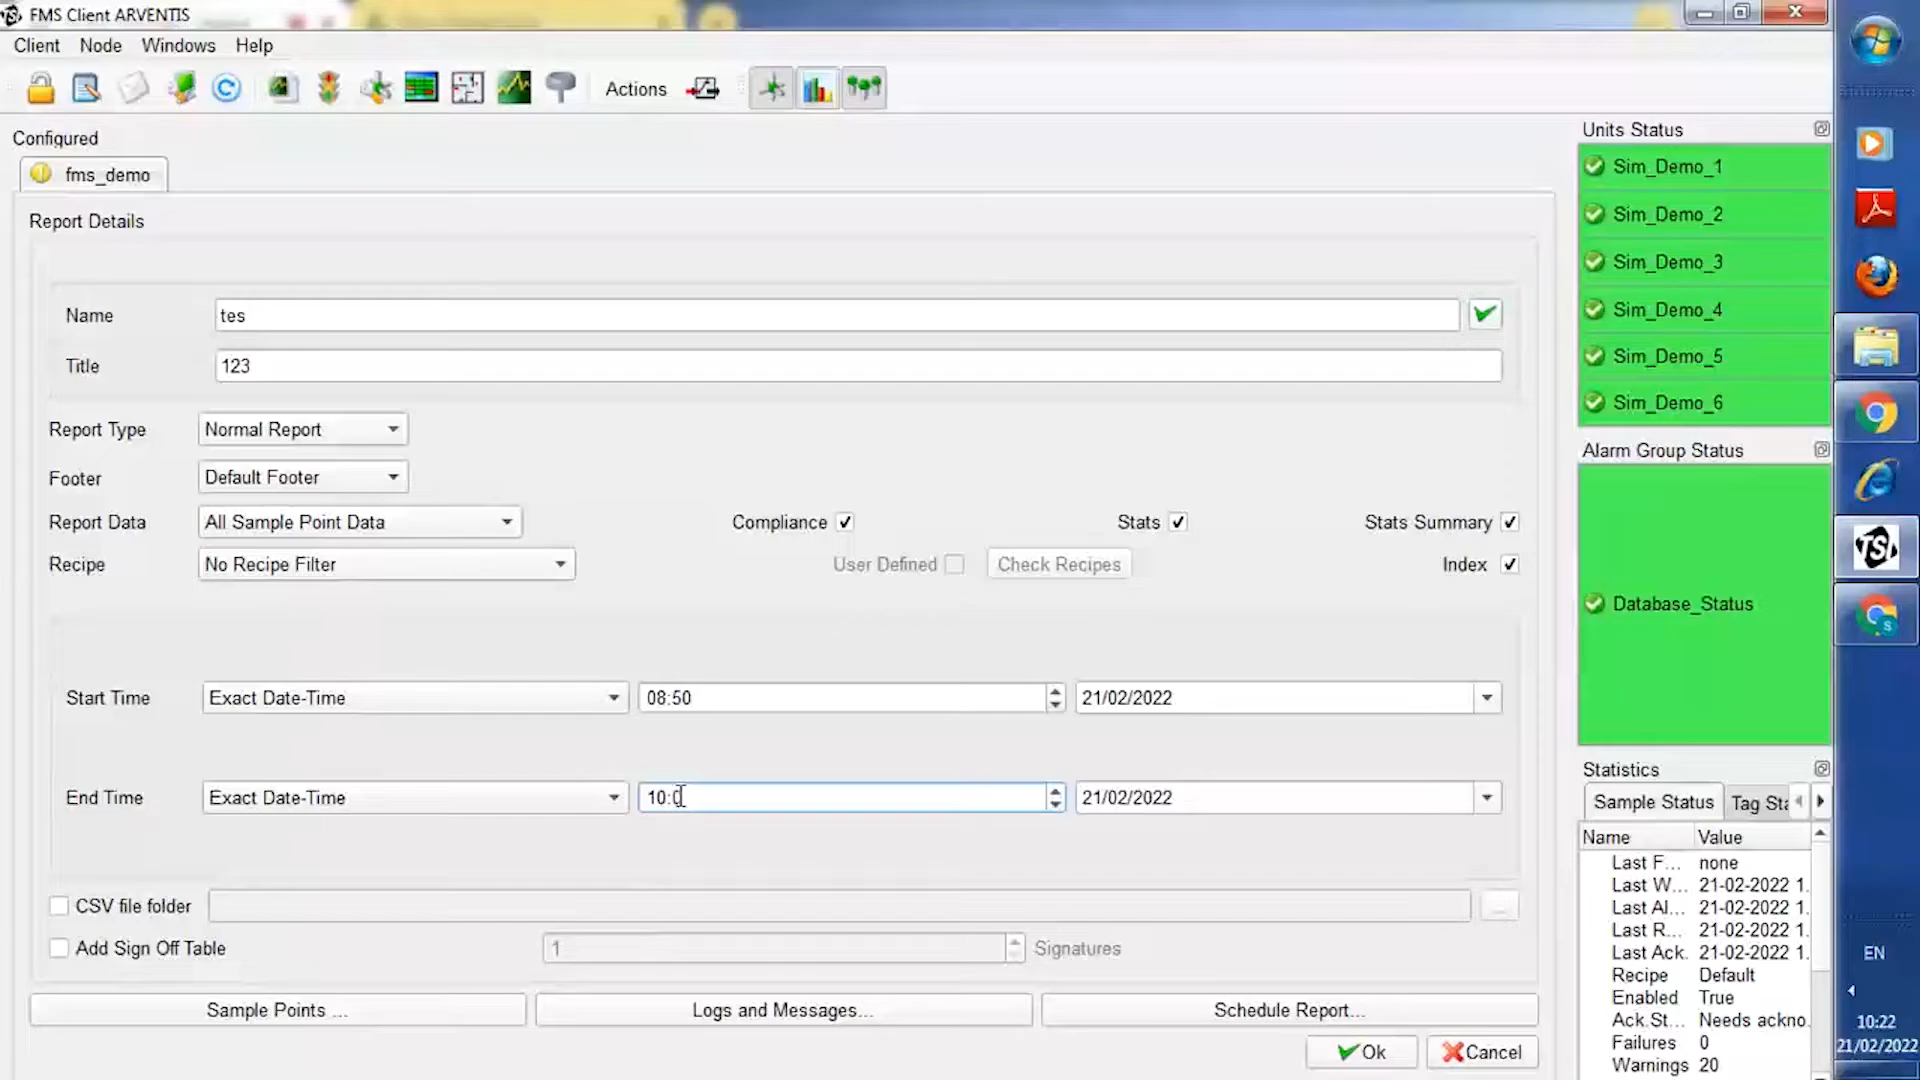 FMS Client ARVENTIS
Client Node Windows Help
Actions
Configured
fms_demo
Report Details
Name tes
Title 123
Report Type Normal Report
Footer Default Footer
Report Data All Sample Point Data Compliance Stats Stats Summary
Recipe No Recipe Filter User Defined Check Recipes Index
Start Time Exact Date-Time 08:50 21/02/2022
End Time Exact Date-Time 10:0 21/02/2022
CSV file folder ...
Add Sign Off Table 1 Signatures
Sample Points ... Logs and Messages... Schedule Report...
Ok Cancel
Units Status
Sim_Demo_1
Sim_Demo_2
Sim_Demo_3
Sim_Demo_4
Sim_Demo_5
Sim_Demo_6
Alarm Group Status
Database_Status
Statistics
Sample Status Tag Sta
Name Value
Last F... none
Last W... 21-02-2022 1.
Last Al... 21-02-2022 1.
Last R... 21-02-2022 1.
Last Ack. 21-02-2022 1.
Recipe Default
Enabled True
Ack.St... Needs ackno.
Failures 0
Warnings 20
TSI
EN
10:22
21/02/2022